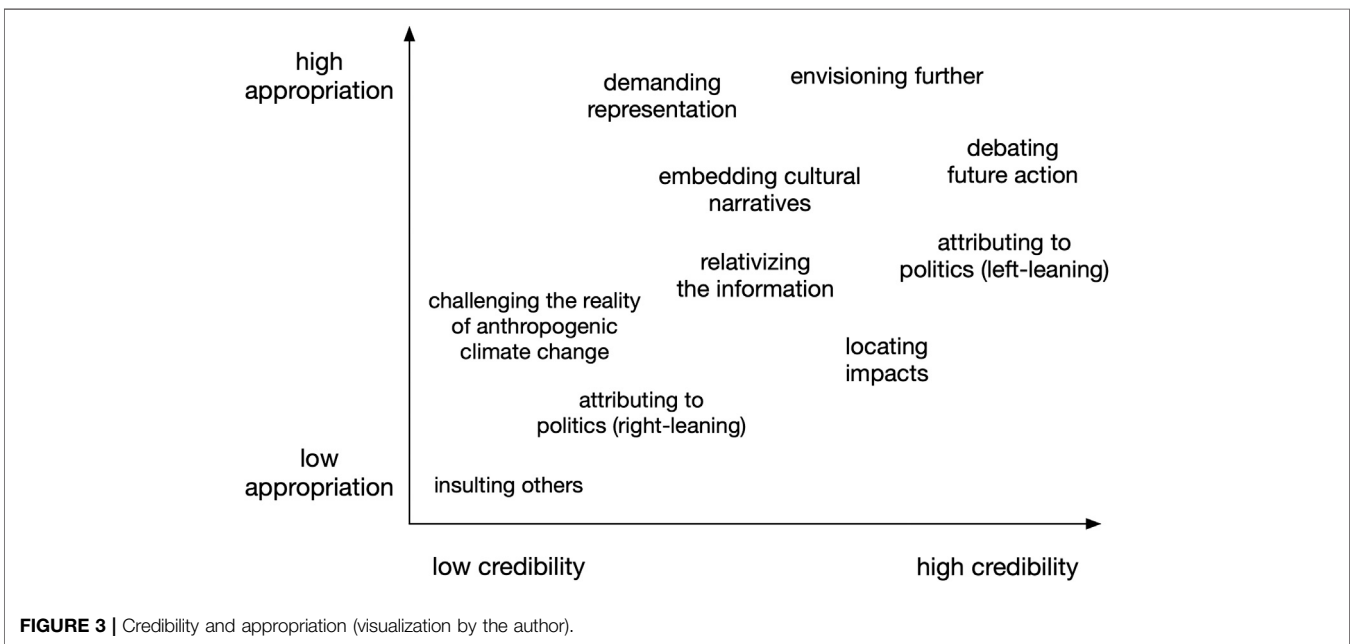 high
appropriation
demanding
representation
envisioning further
debating
future action
embedding cultural
narratives
attributing to
politics (left-leaning)
relativizing
the information
challenging the reality
of anthropogenic
climate change
locating
impacts
attributing to
politics (right-leaning)
low
appropriation
insulting others
low credibility
high credibility
FIGURE 3 | Credibility and appropriation (visualization by the author).